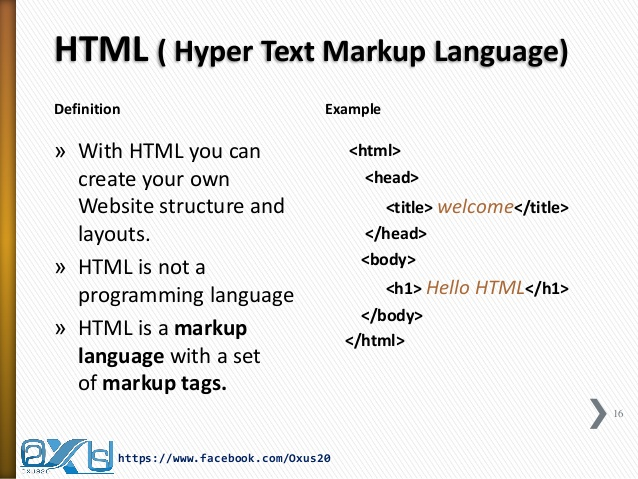 HTML ( Hyper Text Markup Language)
Definition
» With HTML you can
create your own
Website structure and
layouts.
» HTML is not a
programming language
» HTML is a markup
language with a set
of markup tags.
Example
<html>
<head>
<title> welcome</title>
</head>
<body>
<h1> Hello HTML</h1>
</body>
</html>
16
https://www.facebook.com/Oxus20